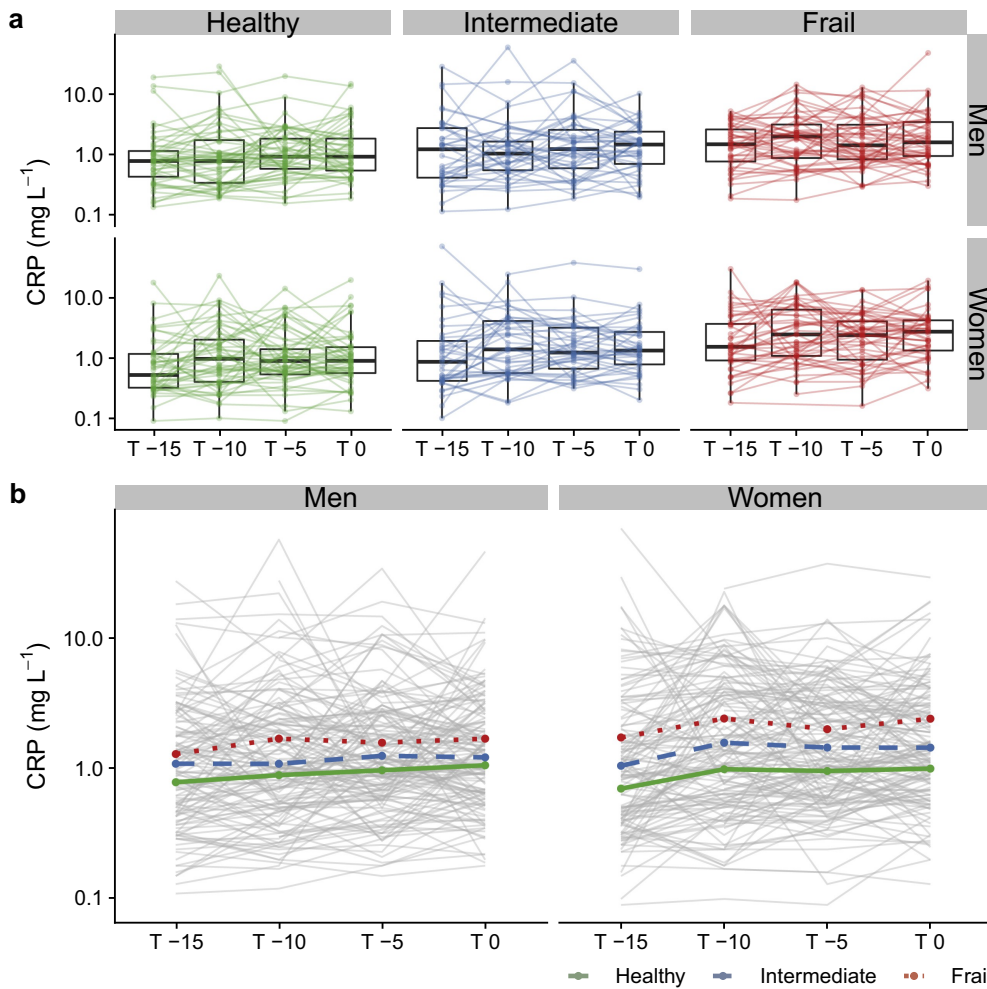 a
Healthy Intermediate Frail
10.0
1.0
0.1
Men
10.0
1.0
0.1
Women
CRP (mg L−1)
T −15 T −10 T −5 T 0 T −15 T −10 T −5 T 0 T −15 T −10 T −5 T 0
b
Men Women
10.0
1.0
0.1
CRP (mg L−1)
T −15 T −10 T −5 T 0 T −15 T −10 T −5 T 0
Healthy Intermediate Frai